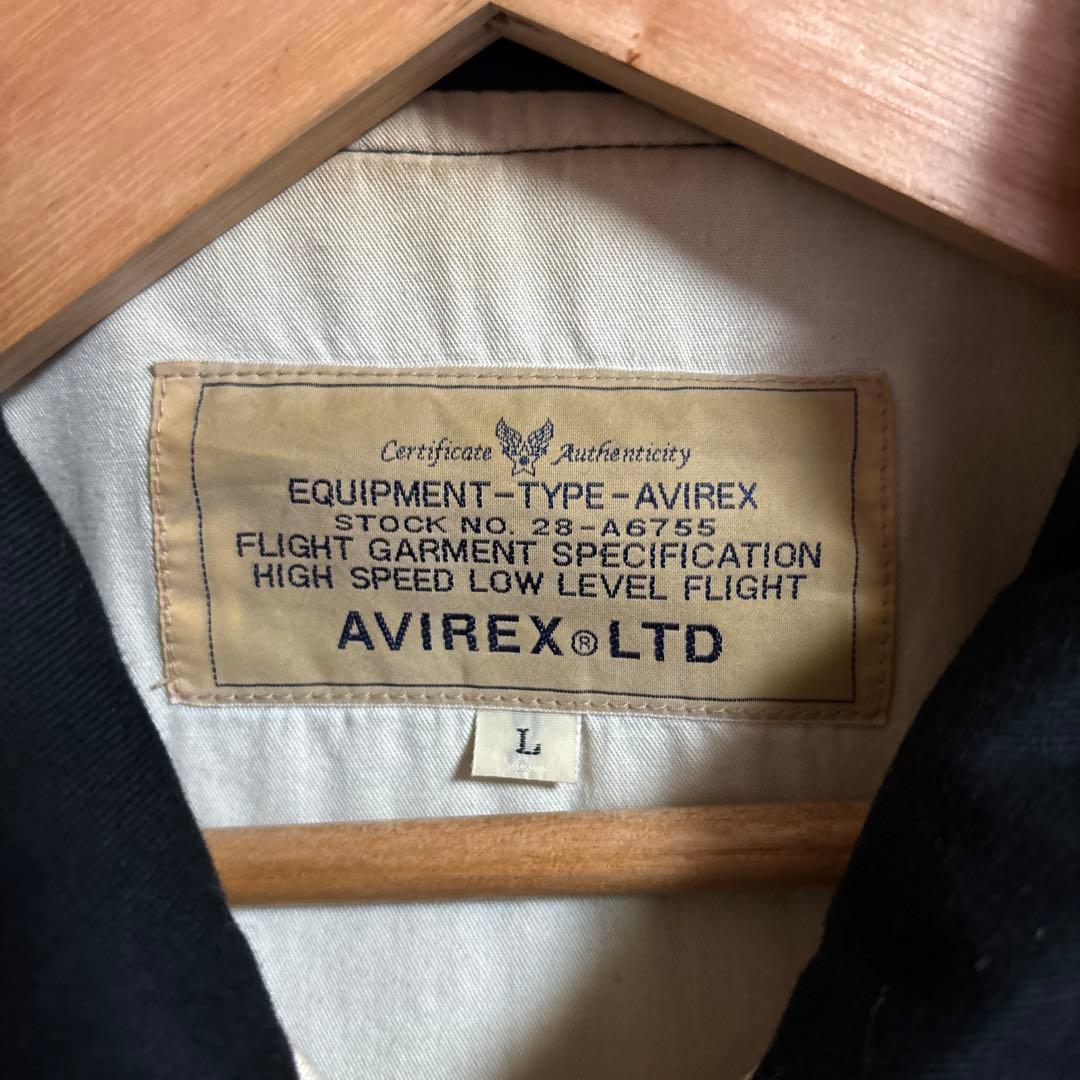 Certificate Authenticity
EQUIPMENT-TYPE-AVIREX
STOCK NO. 28-A6755
FLIGHT GARMENT SPECIFICATION
HIGH SPEED LOW LEVEL FLIGHT
AVIREX® LTD
L